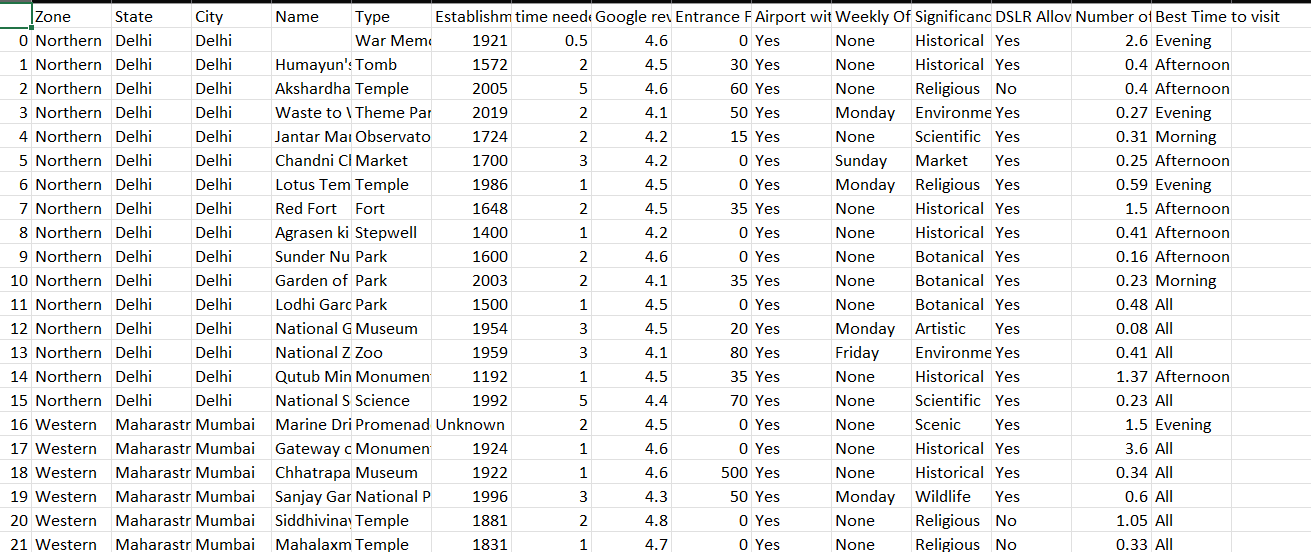 Zone State City Name Type Establishm time neede Google rev Entrance F Airport wit Weekly Of Significanc DSLR Allov Number of Best Time to visit
0 Northern Delhi Delhi War Memo 1921 0.5 4.6 0 Yes None Historical Yes 2.6 Evening
1 Northern Delhi Delhi Humayun's Tomb 1572 2 4.5 30 Yes None Historical Yes 0.4 Afternoon
2 Northern Delhi Delhi Akshardha Temple 2005 5 4.6 60 Yes None Religious No 0.4 Afternoon
3 Northern Delhi Delhi Waste to \ Theme Par 2019 2 4.1 50 Yes Monday Environme Yes 0.27 Evening
4 Northern Delhi Delhi Jantar Mar Observato 1724 2 4.2 15 Yes None Scientific Yes 0.31 Morning
5 Northern Delhi Delhi Chandni Cl Market 1700 3 4.2 0 Yes Sunday Market Yes 0.25 Afternoon
6 Northern Delhi Delhi Lotus Tem Temple 1986 1 4.5 0 Yes Monday Religious Yes 0.59 Evening
7 Northern Delhi Delhi Red Fort Fort 1648 2 4.5 35 Yes None Historical Yes 1.5 Afternoon
8 Northern Delhi Delhi Agrasen ki Stepwell 1400 1 4.2 0 Yes None Historical Yes 0.41 Afternoon
9 Northern Delhi Delhi Sunder Nu Park 1600 2 4.6 0 Yes None Botanical Yes 0.16 Afternoon
10 Northern Delhi Delhi Garden of Park 2003 2 4.1 35 Yes None Botanical Yes 0.23 Morning
11 Northern Delhi Delhi Lodhi Garc Park 1500 1 4.5 0 Yes None Botanical Yes 0.48 All
12 Northern Delhi Delhi National G Museum 1954 3 4.5 20 Yes Monday Artistic Yes 0.08 All
13 Northern Delhi Delhi National Z Zoo 1959 3 4.1 80 Yes Friday Environme Yes 0.41 All
14 Northern Delhi Delhi Qutub Min Monumen 1192 1 4.5 35 Yes None Historical Yes 1.37 Afternoon
15 Northern Delhi Delhi National S Science 1992 5 4.4 70 Yes None Scientific Yes 0.23 All
16 Western Maharastr Mumbai Marine Dri Promenad Unknown 2 4.5 0 Yes None Scenic Yes 1.5 Evening
17 Western Maharastr Mumbai Gateway o Monumen 1924 1 4.6 0 Yes None Historical Yes 3.6 All
18 Western Maharastr Mumbai Chhatrapa Museum 1922 1 4.6 500 Yes None Historical Yes 0.34 All
19 Western Maharastr Mumbai Sanjay Gar National P 1996 3 4.3 50 Yes Monday Wildlife Yes 0.6 All
20 Western Maharastr Mumbai Siddhivinay Temple 1881 2 4.8 0 Yes None Religious No 1.05 All
21 Western Maharastr Mumbai Mahalaxm Temple 1831 1 4.7 0 Yes None Religious No 0.33 All